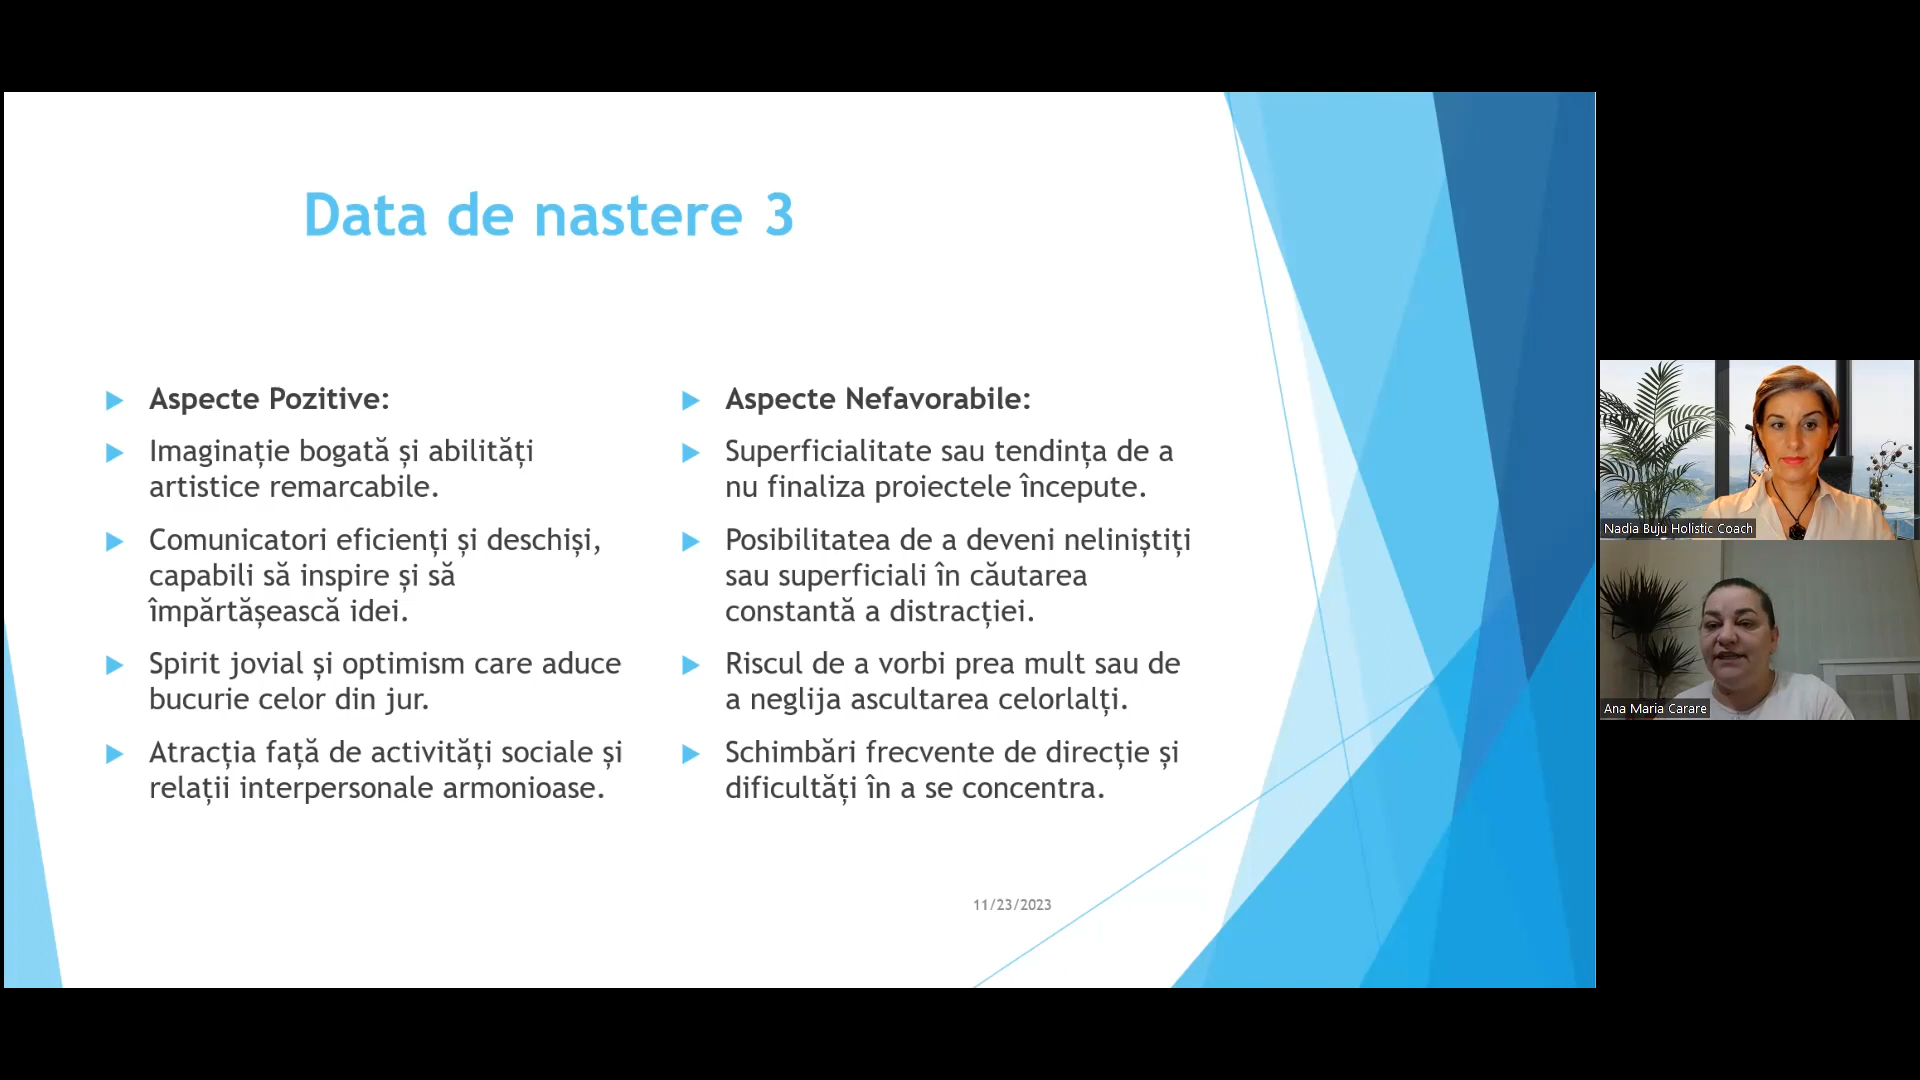 Data de nastere 3
Aspecte Pozitive:
Imaginație bogată și abilități
artistice remarcabile.
Comunicatori eficienți și deschiși,
capabili să inspire și să
împărtășească idei.
Spirit jovial și optimism care aduce
bucurie celor din jur.
Atracția față de activități sociale și
relații interpersonale armonioase.
Aspecte Nefavorabile:
Superficialitate sau tendința de a
nu finaliza proiectele începute.
Posibilitatea de a deveni neliniștiți
sau superficiali în căutarea
constantă a distracției.
Riscul de a vorbi prea mult sau de
a neglija ascultarea celorlalți.
Schimbări frecvente de direcție și
dificultăți în a se concentra.
11/23/2023
Nadia Buju Holistic Coach
Ana Maria Carare